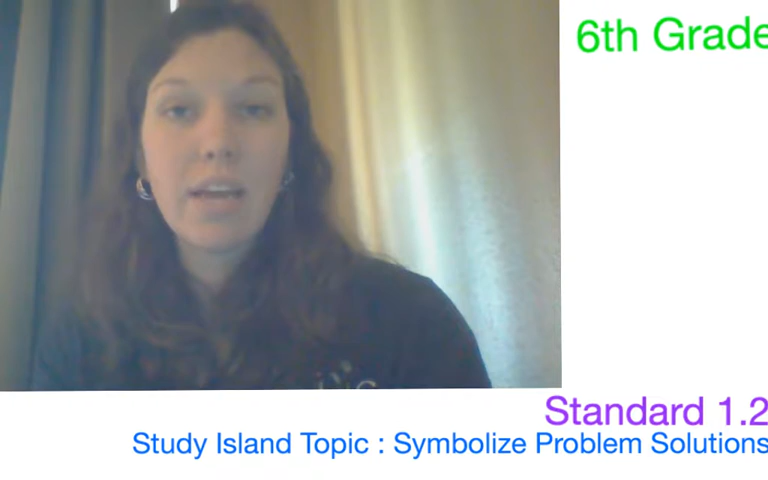 6th Grade
Standard 1.2
Study Island Topic : Symbolize Problem Solutions